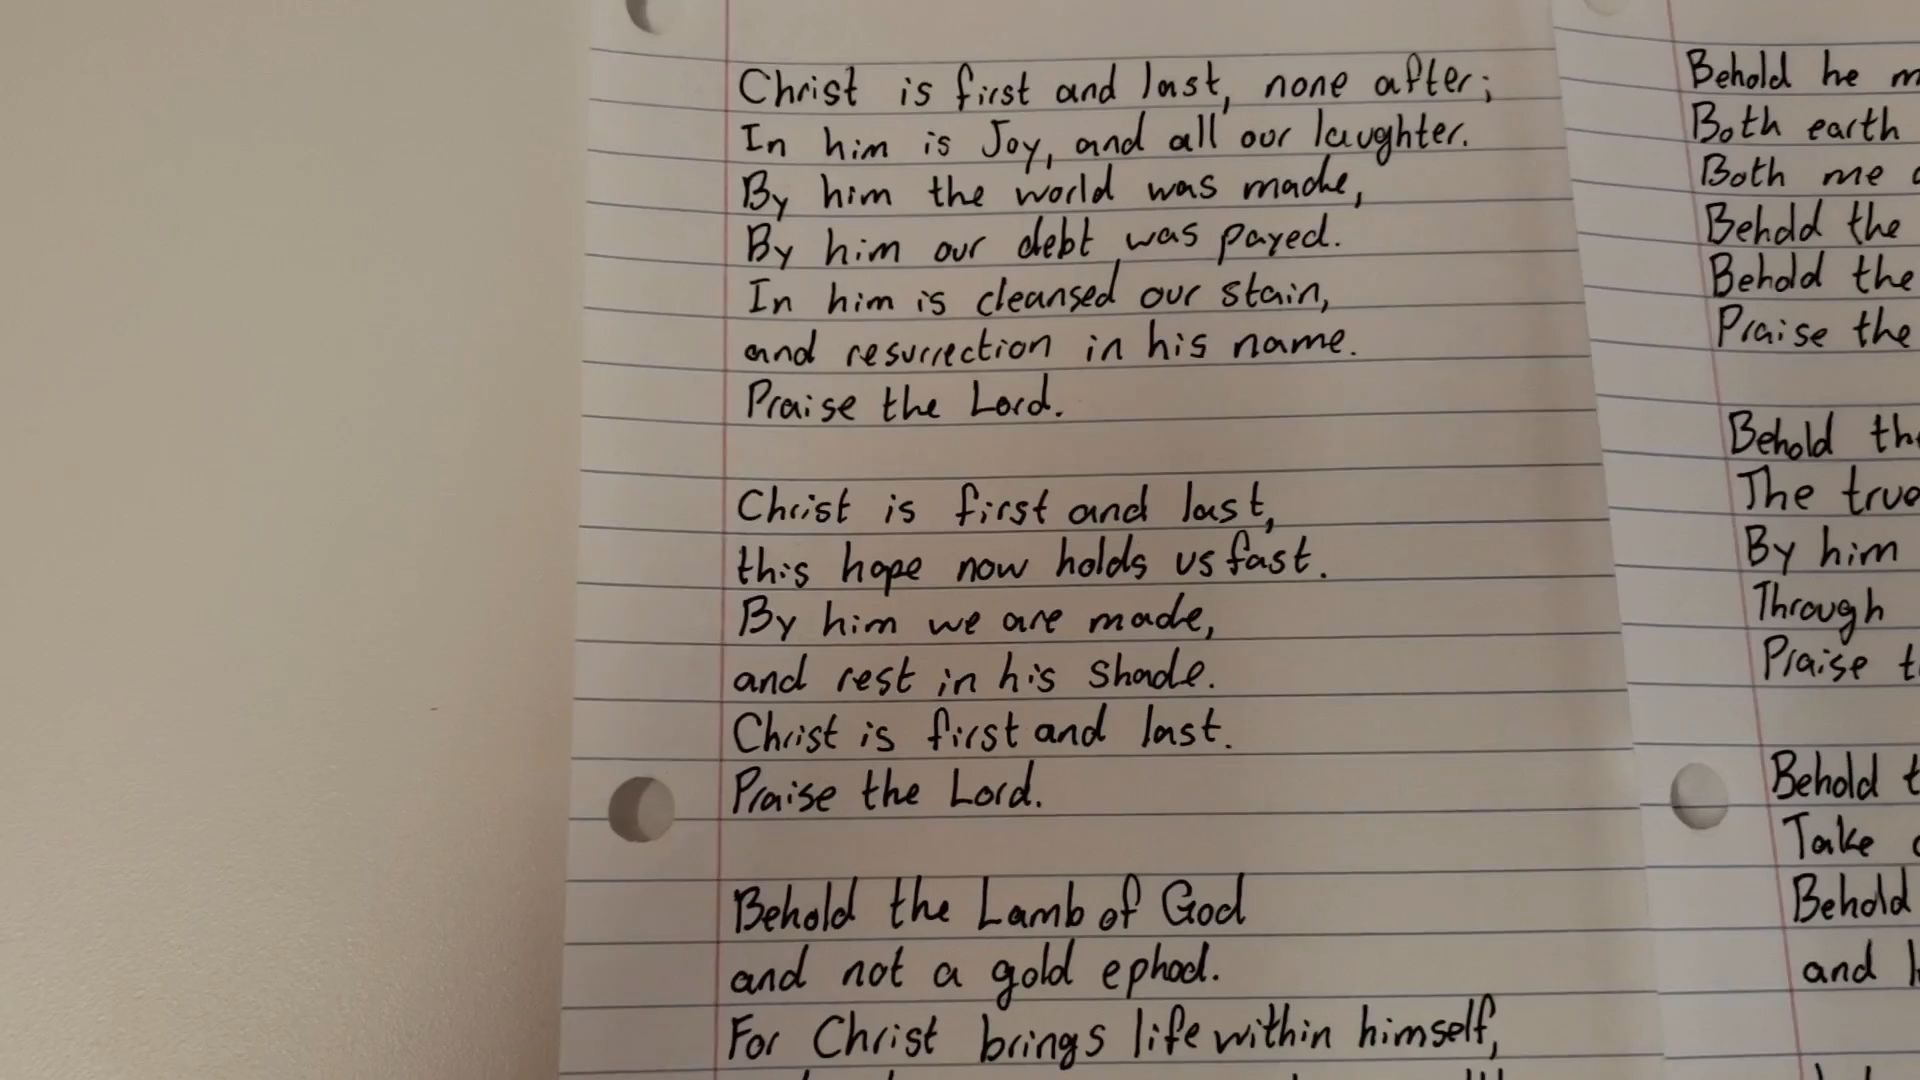 Christ is first and last, none after;
In him is Joy, and all our laughter.
By him the world was made,
By him our debt was payed.
In him is cleansed our stain,
and resurrection in his name.
Praise the Lord.
Christ is first and last,
this hope now holds us fast.
By him we are made,
and rest in his shade.
Christ is first and last.
Praise the Lord.
Behold the Lamb of God
and not a gold ephod.
For Christ brings life within himself,
Behold he
Both earth
Both me
Behold the
Behold the
Praise the
Behold
The true
By him
Through
Praise
Behold
Take
Behold
and